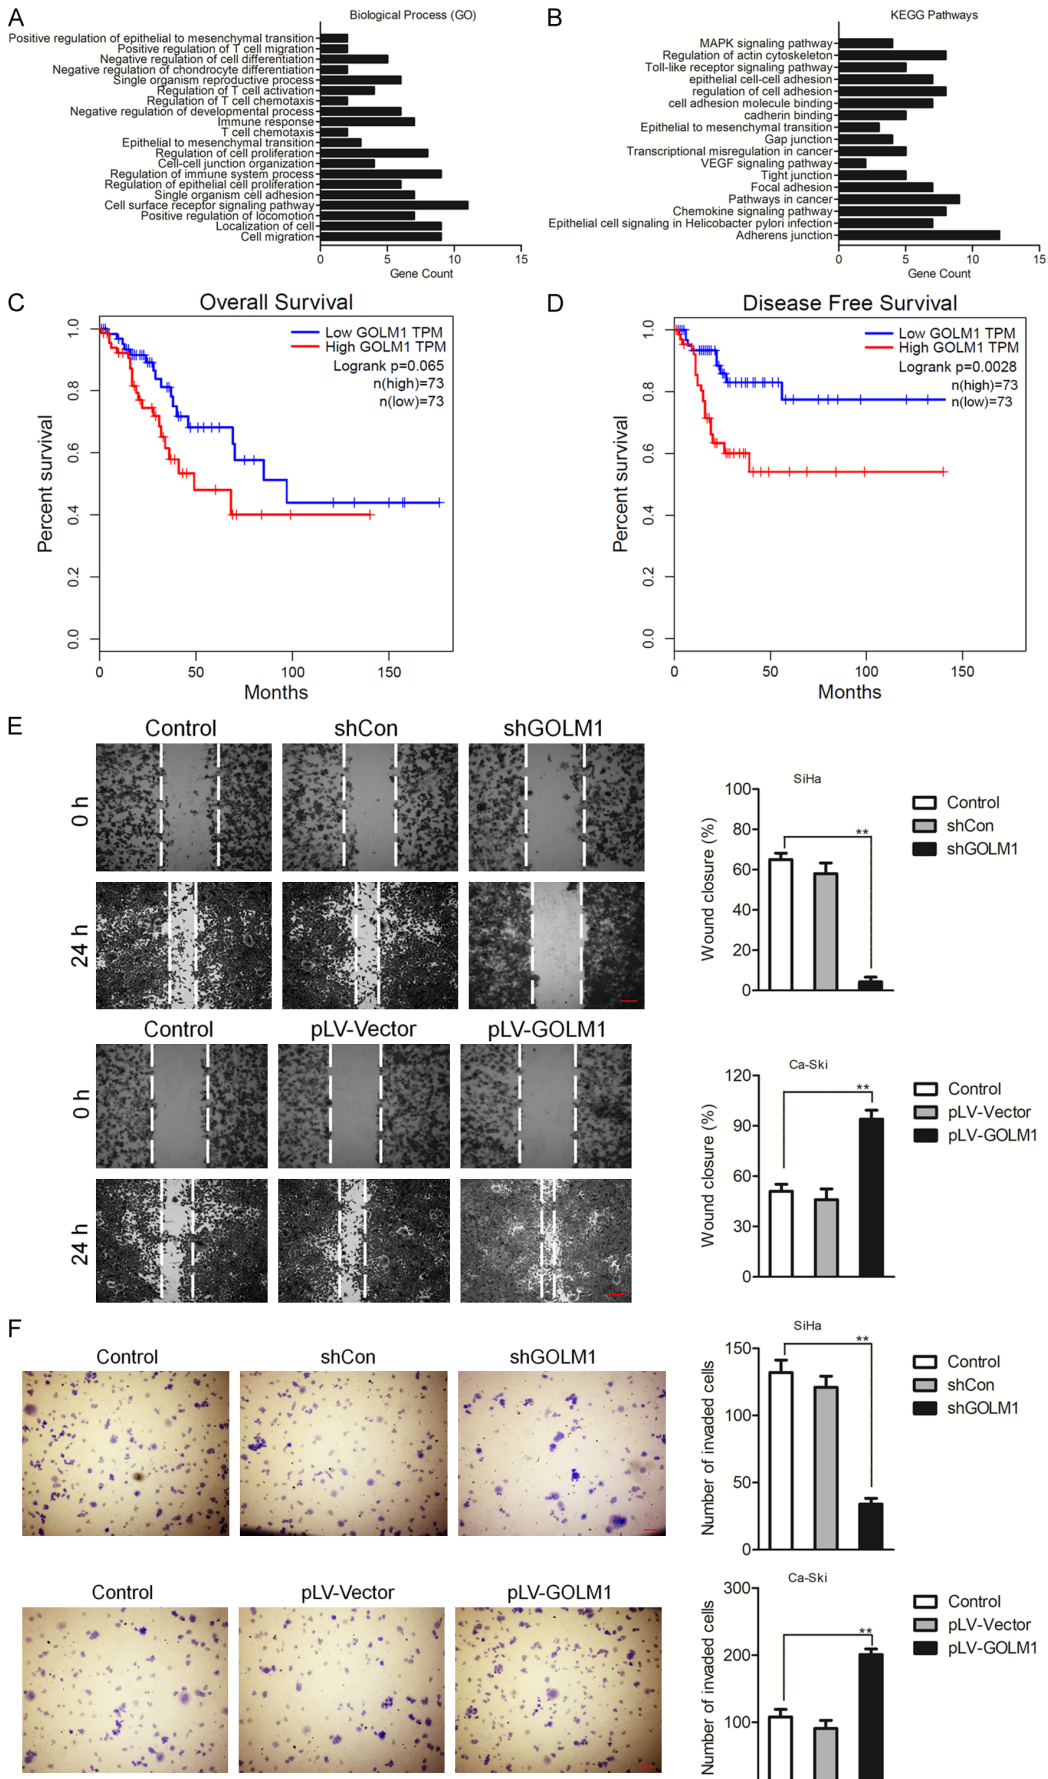 A
Biological Process (GO)
Positive regulation of epithelial to mesenchymal transition
Positive regulation of T cell migration
Negative regulation of cell differentiation
Negative regulation of chondrocyte differentiation
Single organism reproductive process
Regulation of T cell activation
Regulation of T cell chemotaxis
Negative regulation of developmental process
Immune response
T cell chemotaxis
Epithelial to mesenchymal transition
Regulation of cell proliferation
Cell-cell junction organization
Regulation of immune system process
Regulation of epithelial cell proliferation
Single organism cell adhesion
Cell surface receptor signaling pathway
Positive regulation of locomotion
Localization of cell
Cell migration
0 5 10 15
Gene Count
B
KEGG Pathways
MAPK signaling pathway
Regulation of actin cytoskeleton
Toll-like receptor signaling pathway
epithelial cell-cell adhesion
regulation of cell adhesion
cell adhesion molecule binding
cadherin binding
Epithelial to mesenchymal transition
Gap junction
Transcriptional misregulation in cancer
VEGF signaling pathway
Tight junction
Focal adhesion
Pathways in cancer
Chemokine signaling pathway
Epithelial cell signaling in Helicobacter pylori infection
Adherens junction
0 5 10 15
Gene Count
C
Overall Survival
Low GOLM1 TPM
High GOLM1 TPM
Logrank p=0.065
n(high)=73
n(low)=73
Percent survival
1.0
0.8
0.6
0.4
0.2
0.0
0 50 100 150
Months
D
Disease Free Survival
Low GOLM1 TPM
High GOLM1 TPM
Logrank p=0.0028
n(high)=73
n(low)=73
Percent survival
1.0
0.8
0.6
0.4
0.2
0.0
0 50 100 150
Months
E
Control shCon shGOLM1
0 h
24 h
SiHa
Wound closure (%)
100
80
60
40
20
0
**
Control
shCon
shGOLM1
Control pLV-Vector pLV-GOLM1
0 h
24 h
Ca-Ski
Wound closure (%)
120
90
60
30
0
**
Control
pLV-Vector
pLV-GOLM1
F
Control shCon shGOLM1
SiHa
Number of invaded cells
150
100
50
0
**
Control
shCon
shGOLM1
Control pLV-Vector pLV-GOLM1
Ca-Ski
Number of invaded cells
300
200
100
**
Control
pLV-Vector
pLV-GOLM1